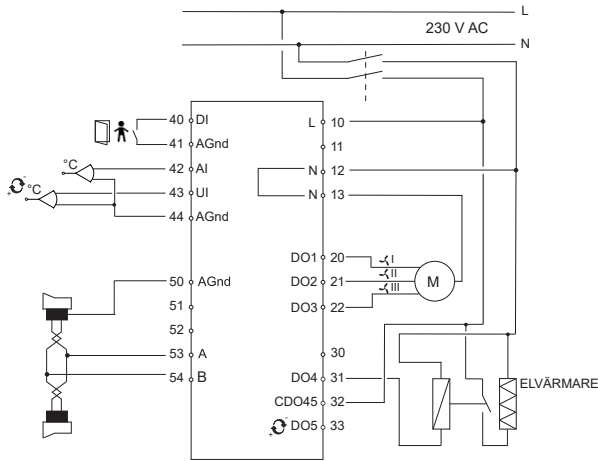 L
230 V AC
N
40 DI
L 10
41 AGnd
11
°C
42 AI
N 12
°C
43 UI
N 13
44 AGnd
DO1 20 I
50 AGnd
DO2 21 II
M
51
DO3 22 III
52
53 A
30
54 B
DO4 31
ELVÄRMARE
CDO45 32
DO5 33